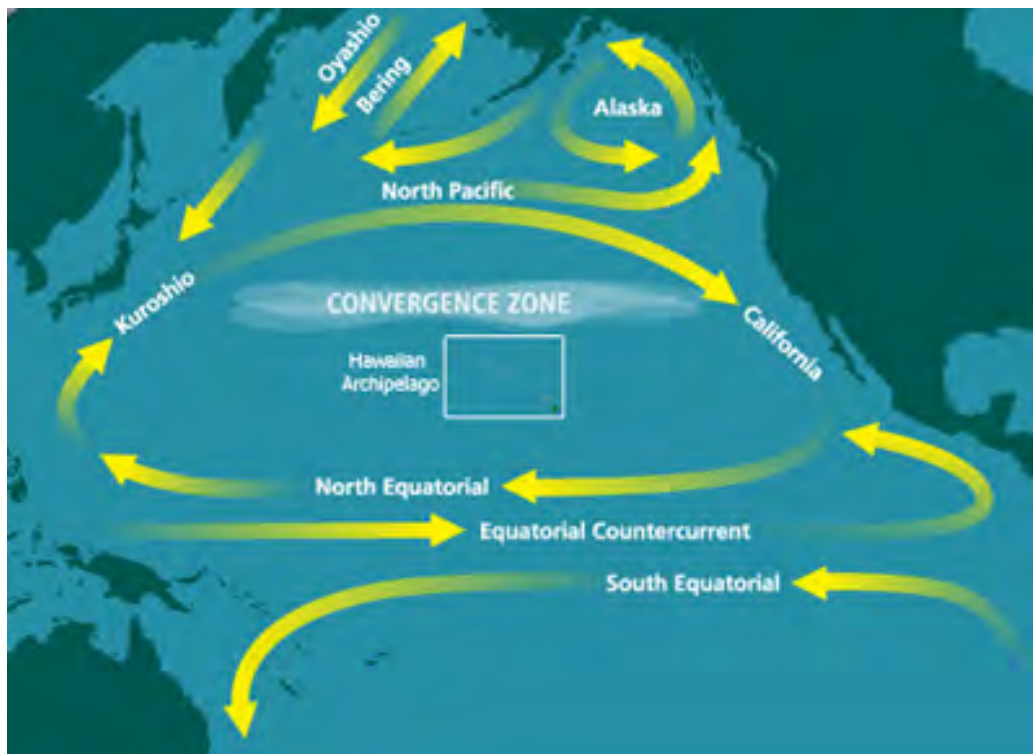 Oyashio
Bering
Alaska
North Pacific
Kuroshio
CONVERGENCE ZONE
California
Hawaiian
Archipelago
North Equatorial
Equatorial Countercurrent
South Equatorial